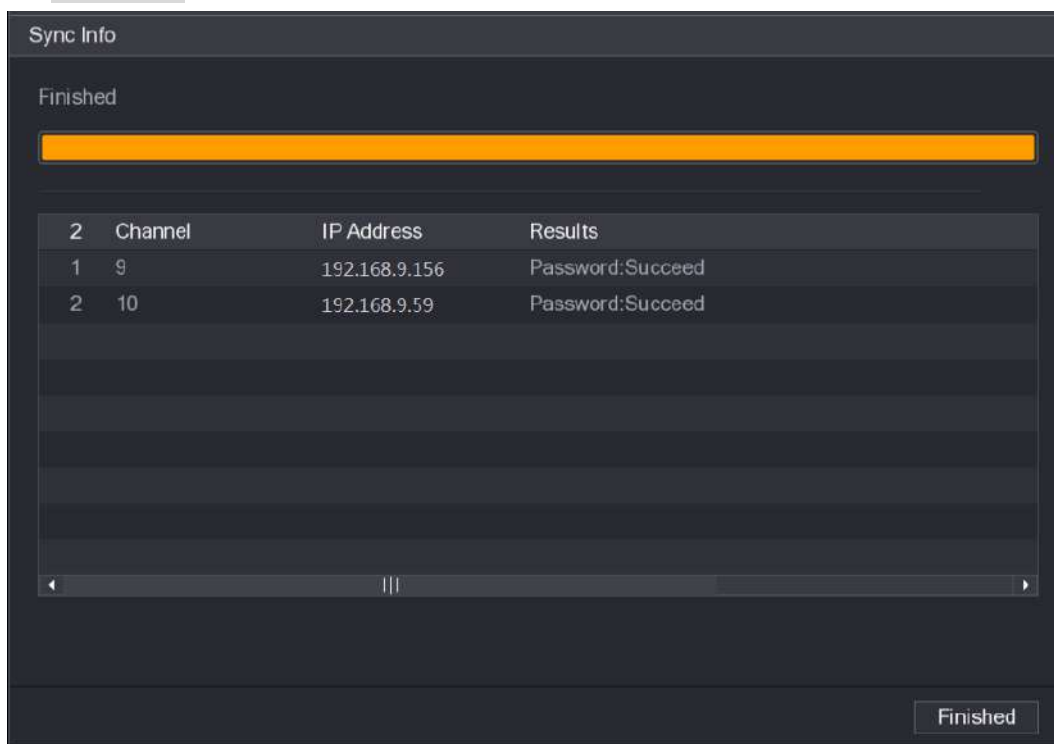 Sync Info
Finished
2 Channel IP Address Results
1 9 192.168.9.156 Password:Succeed
2 10 192.168.9.59 Password:Succeed
Finished